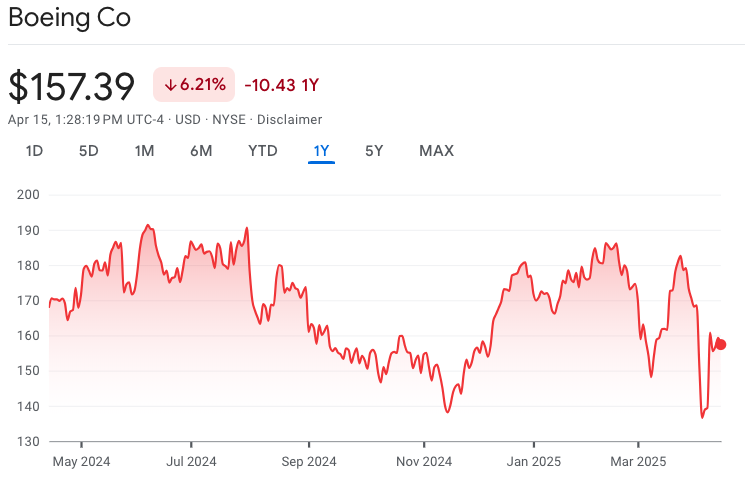 Boeing Co
$157.39 ↓6.21% -10.43 1Y
Apr 15, 1:28:19 PM UTC-4 · USD · NYSE · Disclaimer
1D 5D 1M 6M YTD 1Y 5Y MAX
200
190
180
170
160
150
140
130
May 2024 Jul 2024 Sep 2024 Nov 2024 Jan 2025 Mar 2025